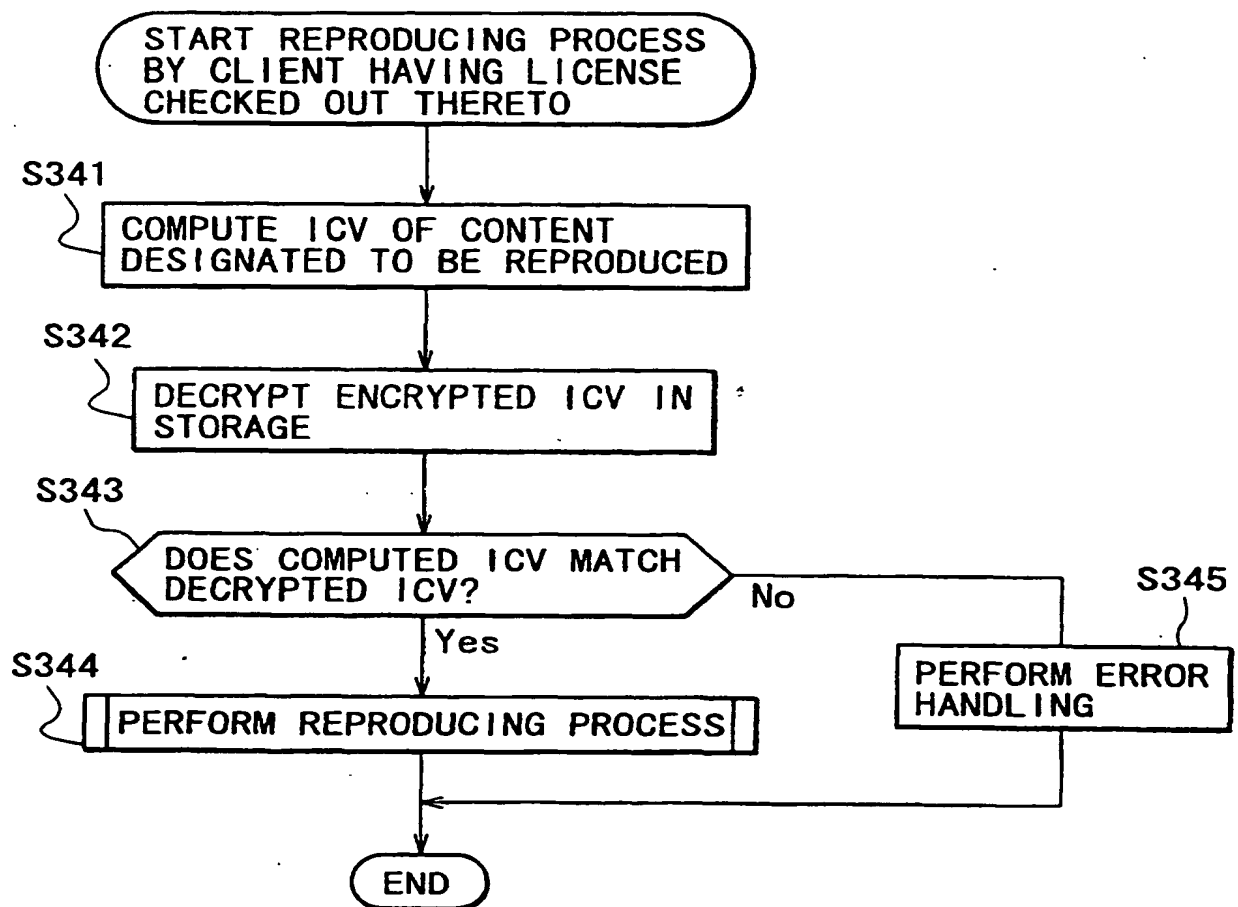 START REPRODUCING PROCESS
BY CLIENT HAVING LICENSE
CHECKED OUT THERETO
S341
COMPUTE ICV OF CONTENT
DESIGNATED TO BE REPRODUCED
S342
DECRYPT ENCRYPTED ICV IN
STORAGE
S343
DOES COMPUTED ICV MATCH
DECRYPTED ICV?
No
Yes
S345
PERFORM ERROR
HANDLING
S344
PERFORM REPRODUCING PROCESS
END